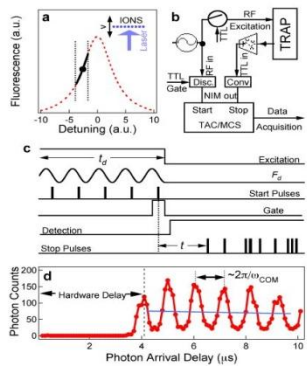 a
IONS
v
Laser
Fluorescence (a.u.)
-10 -5 0 5 10
Detuning (a.u.)
b
RF
Excitation
TTL
TRAP
TTL in
RF in
TTL
Gate
Disc.
Conv
NIM out
Start Stop
TAC/MCS
Data
Acquisition
c
t_d
Excitation
F_d
Start Pulses
Gate
Detection
Stop Pulses
t
d
~2π/ω_COM
Hardware Delay
Photon Counts
200
150
100
50
0
2 4 6 8 10
Photon Arrival Delay (μs)